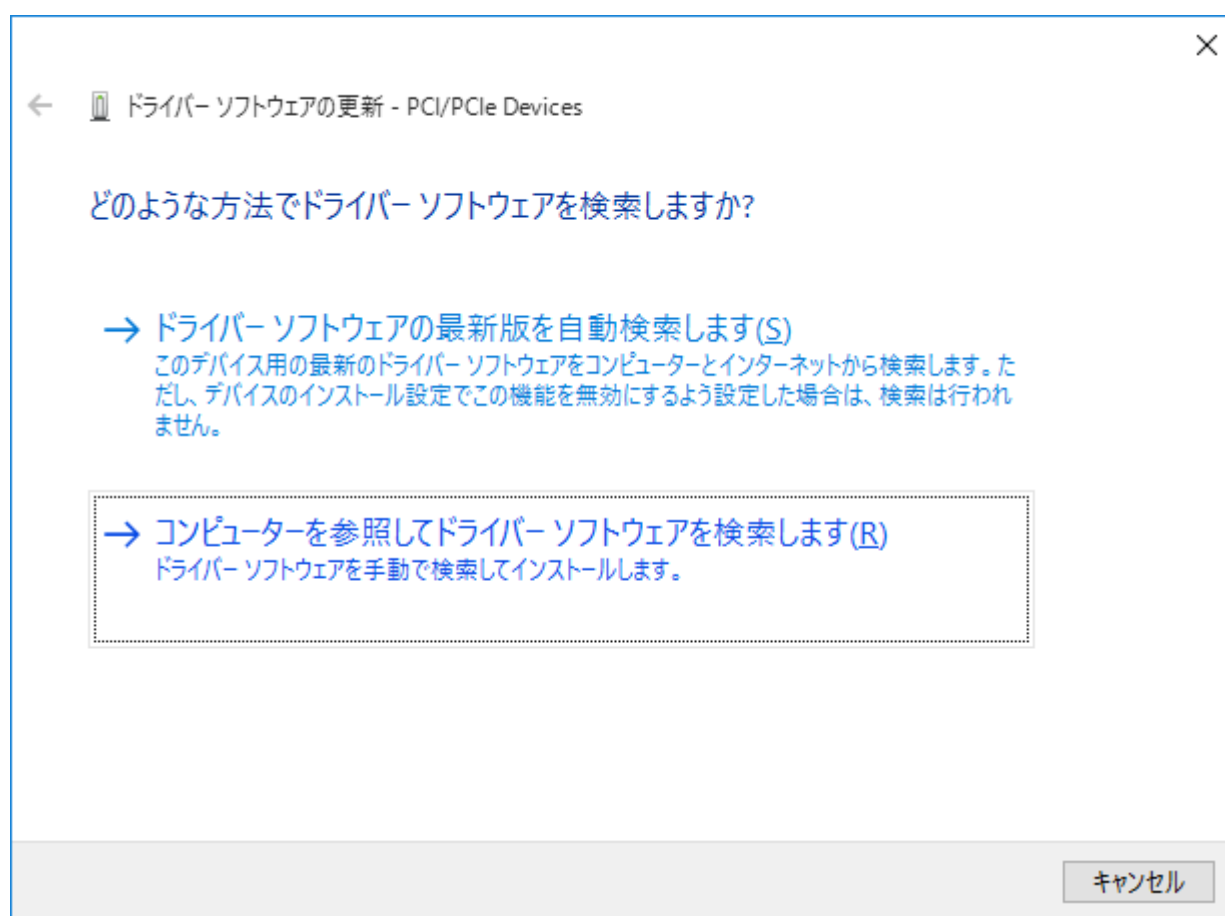 ドライバー ソフトウェアの更新 - PCI/PCIe Devices
どのような方法でドライバー ソフトウェアを検索しますか?
ドライバー ソフトウェアの最新版を自動検索します(S)
このデバイス用の最新のドライバー ソフトウェアをコンピューターとインターネットから検索します。た
だし、デバイスのインストール設定でこの機能を無効にするよう設定した場合は、検索は行われ
ません。
コンピューターを参照してドライバー ソフトウェアを検索します(R)
ドライバー ソフトウェアを手動で検索してインストールします。
キャンセル